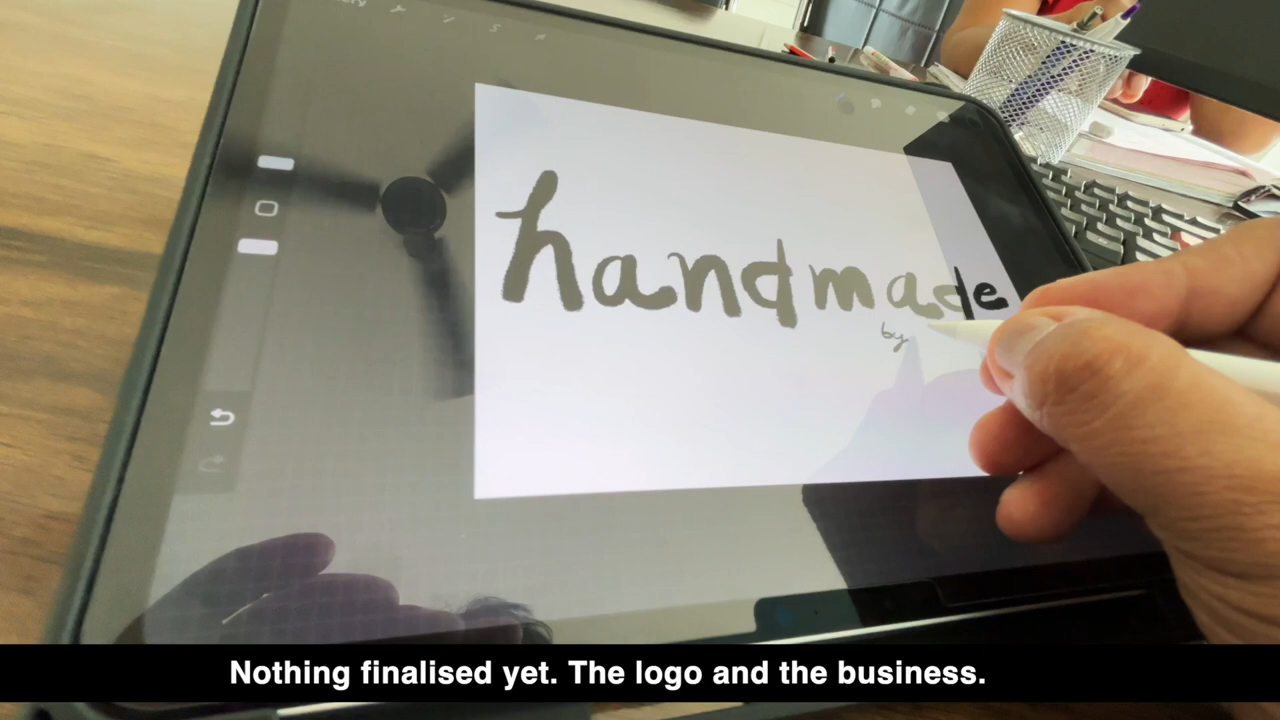 handmade
by
Nothing finalised yet. The logo and the business.